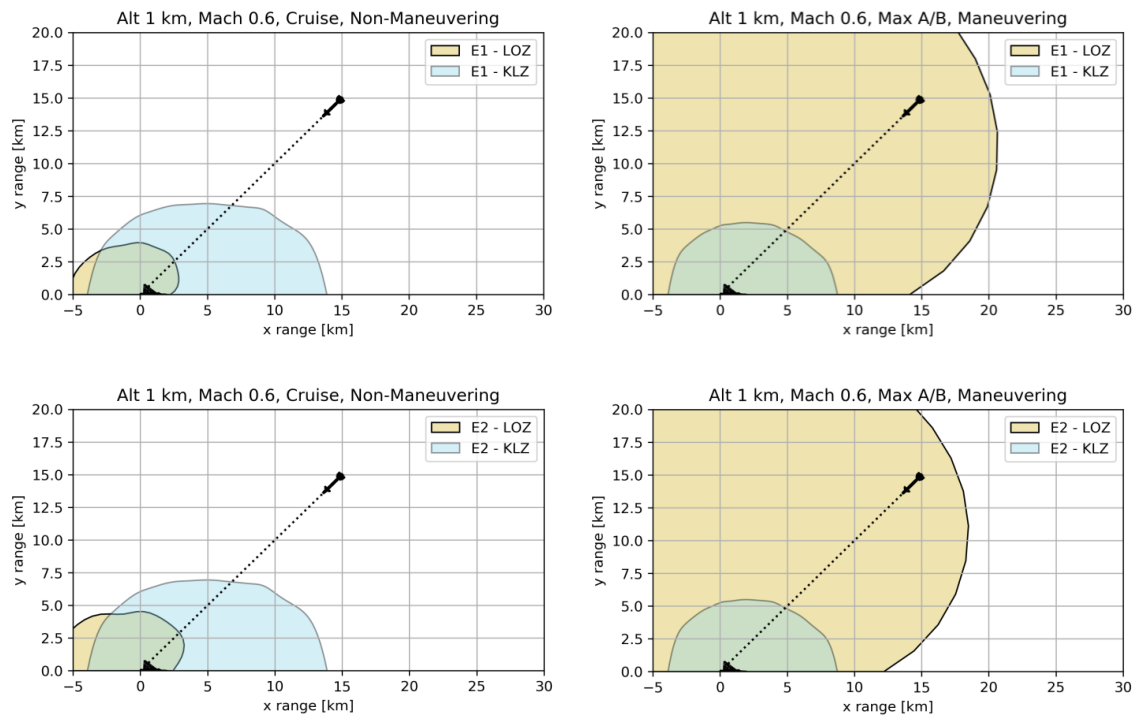 Alt 1 km, Mach 0.6, Cruise, Non-Maneuvering
20.0
17.5
15.0
12.5
10.0
7.5
5.0
2.5
0.0
y range [km]
E1 - LOZ
E1 - KLZ
-5 0 5 10 15 20 25 30
x range [km]
Alt 1 km, Mach 0.6, Max A/B, Maneuvering
20.0
17.5
15.0
12.5
10.0
7.5
5.0
2.5
0.0
y range [km]
E1 - LOZ
E1 - KLZ
-5 0 5 10 15 20 25 30
x range [km]
Alt 1 km, Mach 0.6, Cruise, Non-Maneuvering
20.0
17.5
15.0
12.5
10.0
7.5
5.0
2.5
0.0
y range [km]
E2 - LOZ
E2 - KLZ
-5 0 5 10 15 20 25 30
x range [km]
Alt 1 km, Mach 0.6, Max A/B, Maneuvering
20.0
17.5
15.0
12.5
10.0
7.5
5.0
2.5
0.0
y range [km]
E2 - LOZ
E2 - KLZ
-5 0 5 10 15 20 25 30
x range [km]